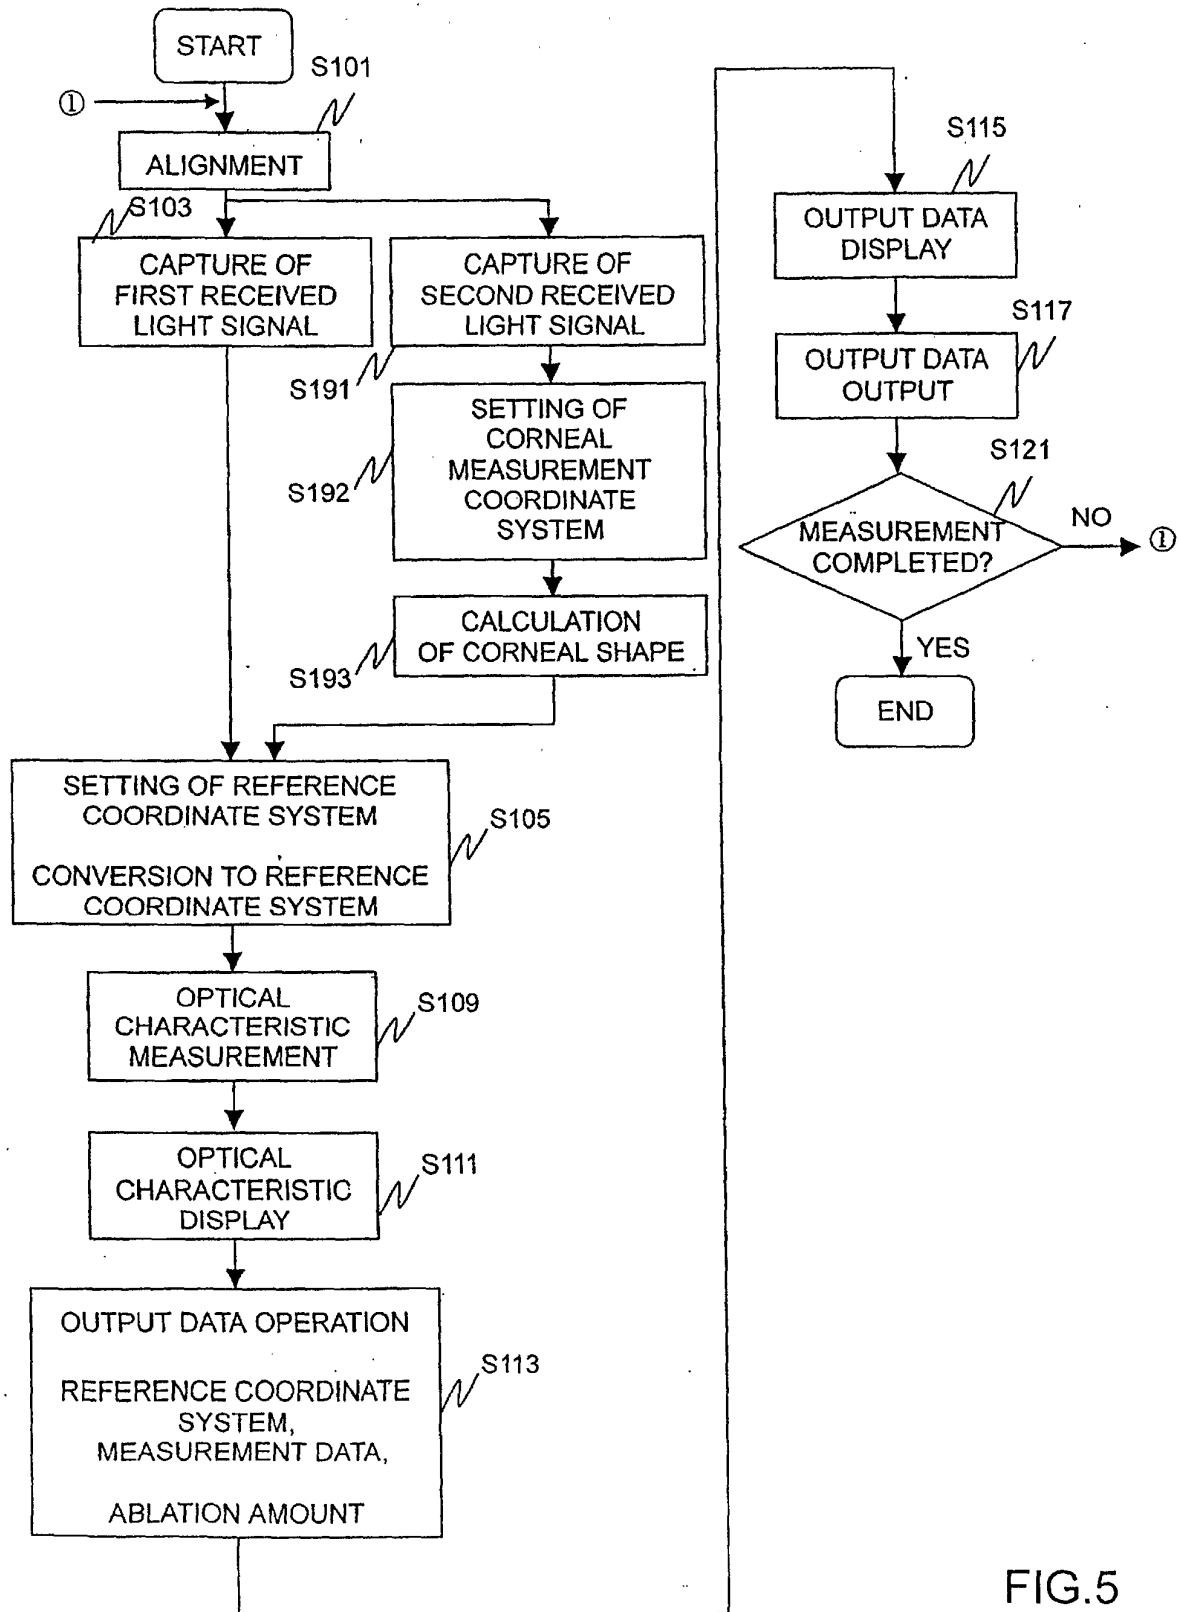 START
S101
①
ALIGNMENT
S103
CAPTURE OF
FIRST RECEIVED
LIGHT SIGNAL
CAPTURE OF
SECOND RECEIVED
LIGHT SIGNAL
S191
SETTING OF
CORNEAL
MEASUREMENT
COORDINATE
SYSTEM
S192
CALCULATION
OF CORNEAL SHAPE
S193
SETTING OF REFERENCE
COORDINATE SYSTEM
CONVERSION TO REFERENCE
COORDINATE SYSTEM
S105
OPTICAL
CHARACTERISTIC
MEASUREMENT
S109
OPTICAL
CHARACTERISTIC
DISPLAY
S111
OUTPUT DATA OPERATION
REFERENCE COORDINATE
SYSTEM,
MEASUREMENT DATA,
ABLATION AMOUNT
S113
S115
OUTPUT DATA
DISPLAY
S117
OUTPUT DATA
OUTPUT
S121
MEASUREMENT
COMPLETED?
NO
①
YES
END
FIG.5